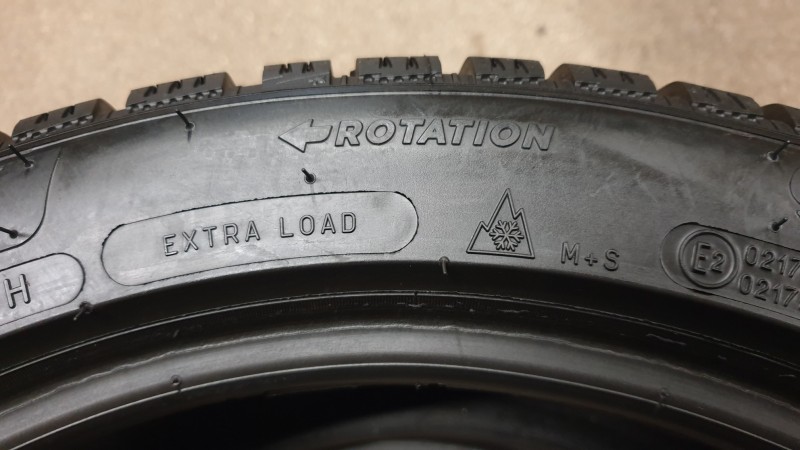 ROTATION
H
EXTRA LOAD
M+S
E2
0217
0217